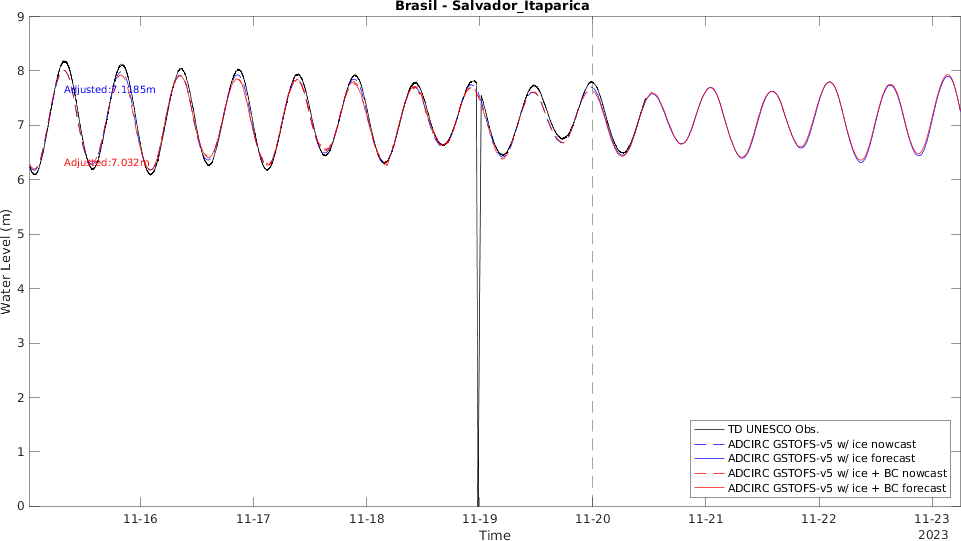 Brasil - Salvador_Itaparica
9
8
7
6
5
4
3
2
1
0
Water Level (m)
Adjusted:7.1185m
Adjusted:7.032m
TD UNESCO Obs.
ADCIRC GSTOFS-v5 w/ ice nowcast
ADCIRC GSTOFS-v5 w/ ice forecast
ADCIRC GSTOFS-v5 w/ ice + BC nowcast
ADCIRC GSTOFS-v5 w/ ice + BC forecast
11-16 11-17 11-18 11-19 11-20 11-21 11-22 11-23
Time
2023